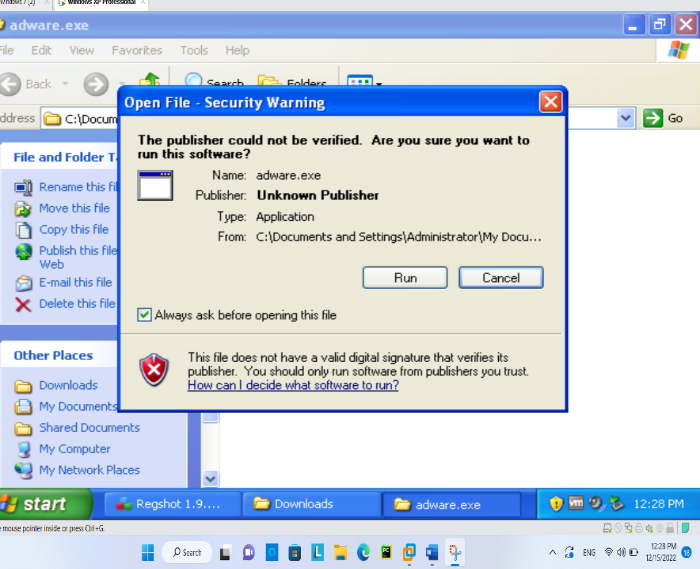 Windows 7 (2)
Windows XP Professional
adware.exe
File Edit View Favorites Tools Help
Back
Search
Folders
Address
C:\Docum
Go
Open File - Security Warning
The publisher could not be verified. Are you sure you want to
run this software?
Name: adware.exe
Publisher: Unknown Publisher
Type: Application
From: C:\Documents and Settings\Administrator\My Docu...
Run
Cancel
Always ask before opening this file
This file does not have a valid digital signature that verifies its
publisher. You should only run software from publishers you trust.
How can I decide what software to run?
File and Folder T
Rename this fil
Move this file
Copy this file
Publish this file
Web
E-mail this file
Delete this file
Other Places
Downloads
My Documents
Shared Documents
My Computer
My Network Places
start
Regshot 1.9....
Downloads
adware.exe
12:28 PM
mouse pointer inside or press Ctrl+G.
Search
ENG
12:28 PM
12/15/2022